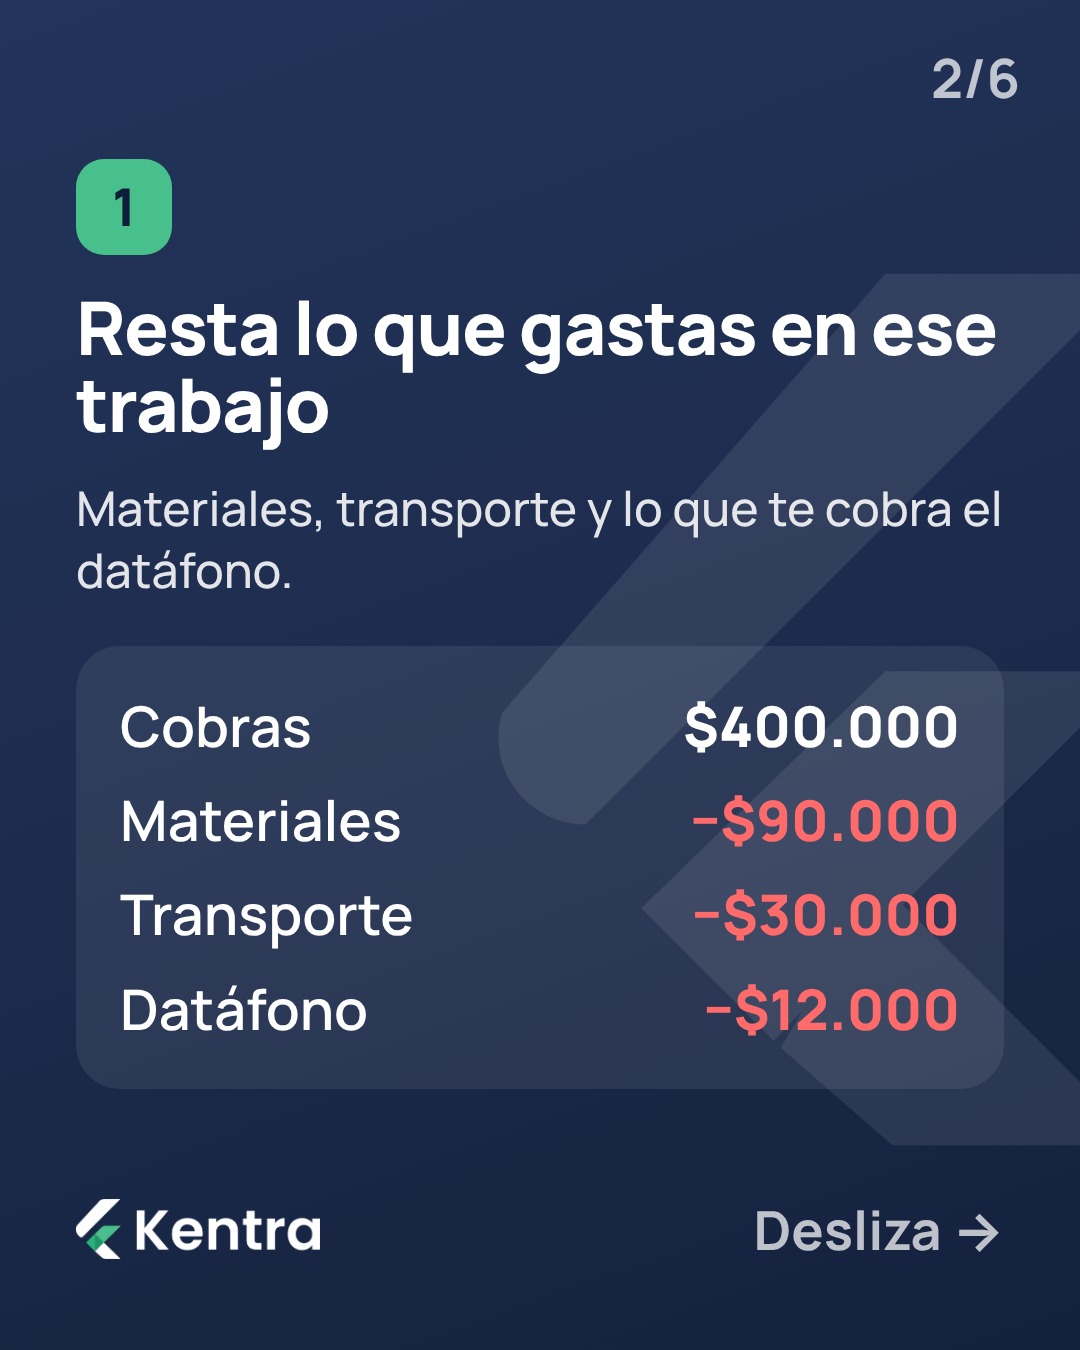 2/6
1
Resta lo que gastas en ese
trabajo
Materiales, transporte y lo que te cobra el
datáfono.
Cobras $400.000
Materiales −$90.000
Transporte −$30.000
Datáfono −$12.000
Kentra
Desliza →